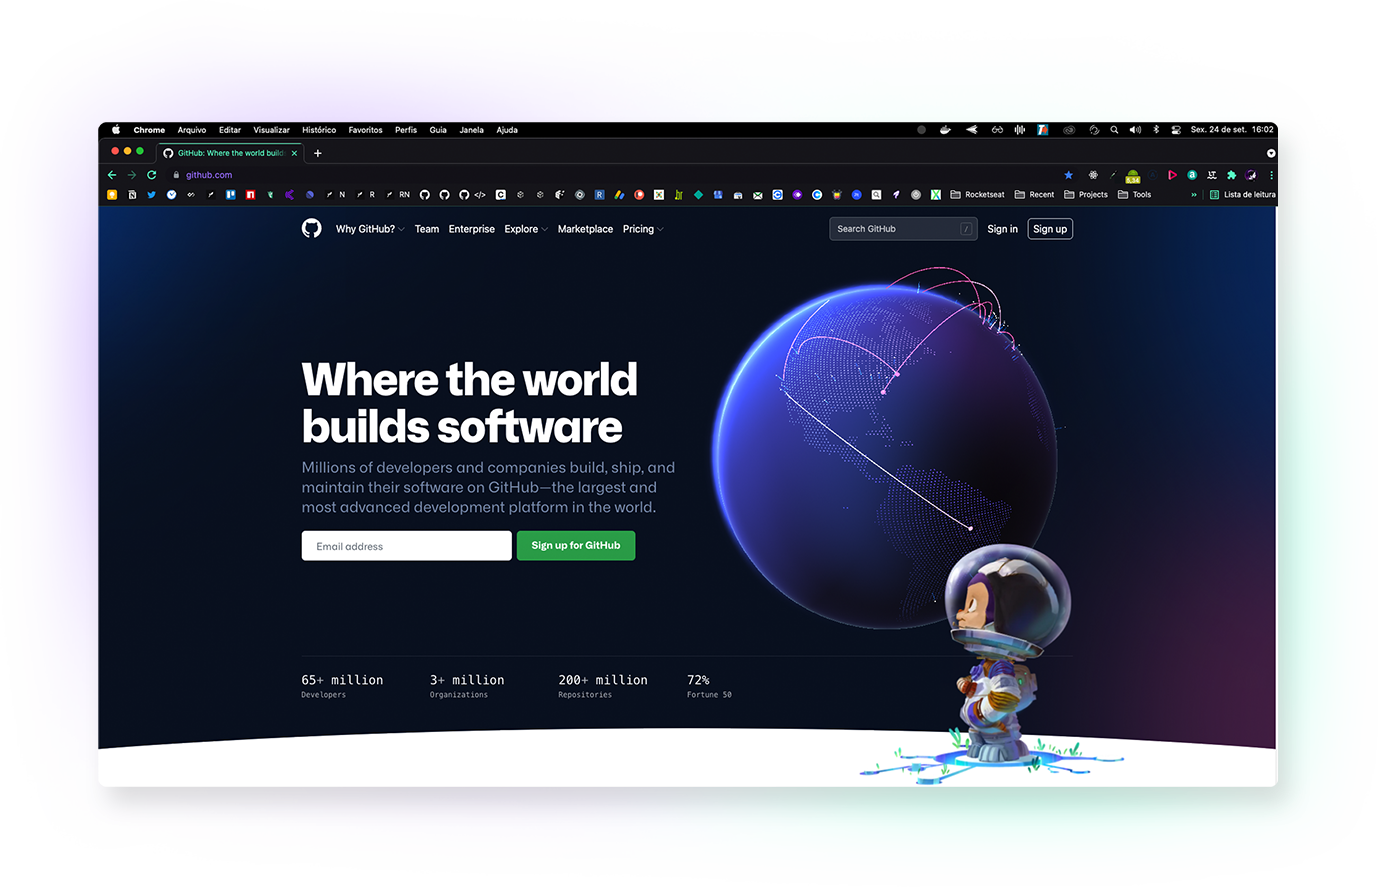 Chrome Arquivo Editar Visualizar Histórico Favoritos Perfis Guia Janela Ajuda Sex. 24 de set. 16:02
GitHub: Where the world build
github.com
N R RN Rocketseat Recent Projects Tools » Lista de leitura
Why GitHub? Team Enterprise Explore Marketplace Pricing Search GitHub / Sign in Sign up
Where the world
builds software
Millions of developers and companies build, ship, and
maintain their software on GitHub—the largest and
most advanced development platform in the world.
Email address Sign up for GitHub
65+ million 3+ million 200+ million 72%
Developers Organizations Repositories Fortune 50